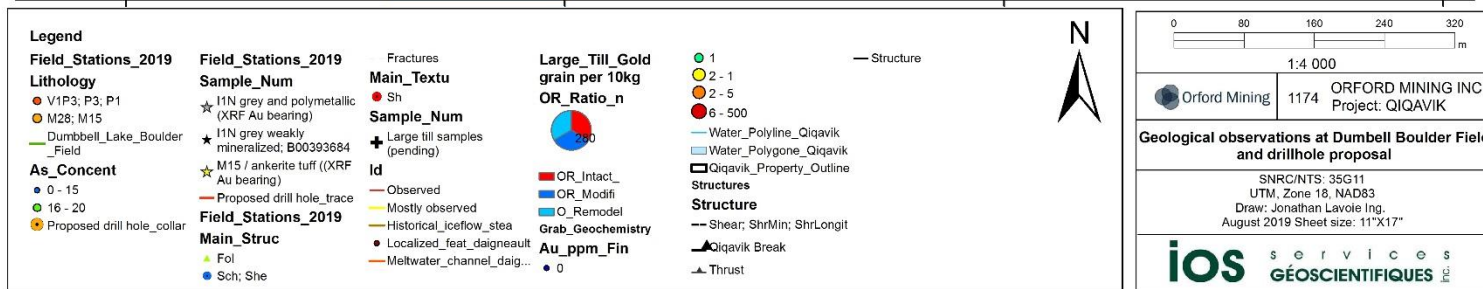 Legend
Field_Stations_2019
Lithology
V1P3; P3; P1
M28; M15
Dumbbell_Lake_Boulder
_Field
As_Concent
0 - 15
16 - 20
Proposed drill hole_collar
Field_Stations_2019
Sample_Num
I1N grey and polymetallic
(XRF Au bearing)
I1N grey weakly
mineralized; B00393684
M15 / ankerite tuff ((XRF
Au bearing)
Proposed drill hole_trace
Field_Stations_2019
Main_Struc
Fol
Sch; She
Fractures
Main_Textu
Sh
Sample_Num
Large till samples
(pending)
Id
Observed
Mostly observed
Historical_iceflow_stea
Localized_feat_daigneault
Meltwater_channel_daig...
Large_Till_Gold
grain per 10kg
OR_Ratio_n
280
OR_Intact_
OR_Modifi
O_Remodel
Grab_Geochemistry
Au_ppm_Fin
0
1
2 - 1
2 - 5
6 - 500
Water_Polyline_Qiqavik
Water_Polygone_Qiqavik
Qiqavik_Property_Outline
Structures
Structure
Shear; ShrMin; ShrLongit
Qiqavik Break
Thrust
Structure
N
0 80 160 240 320
m
1:4 000
Orford Mining
1174
ORFORD MINING INC
Project: QIQAVIK
Geological observations at Dumbell Boulder Field
and drillhole proposal
SNRC/NTS: 35G11
UTM, Zone 18, NAD83
Draw: Jonathan Lavoie Ing.
August 2019 Sheet size: 11"X17"
ios services
GÉOSCIENTIFIQUES inc.